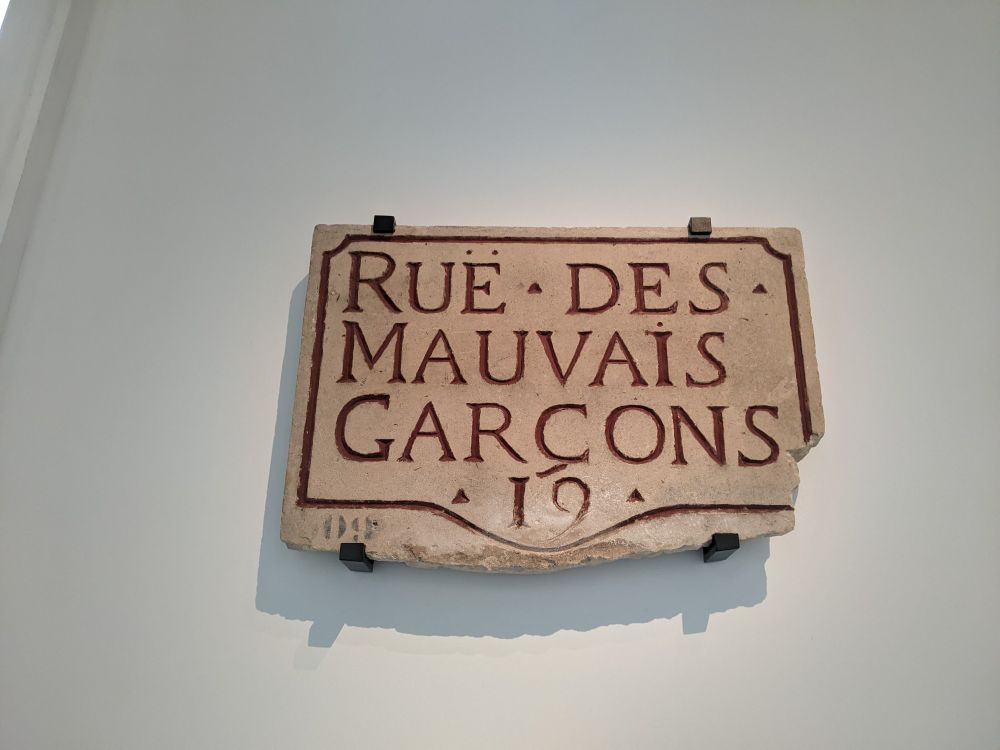 RUË · DES ·
MAUVAIS
GARÇONS
19